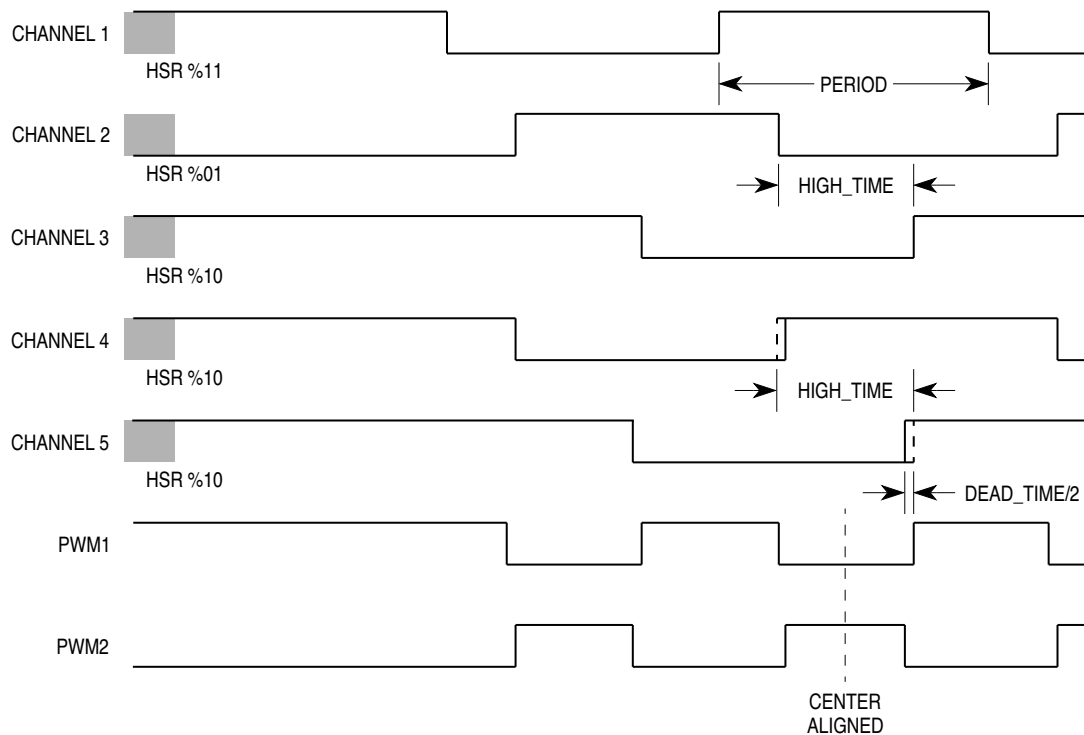 CHANNEL 1
HSR %11
PERIOD
CHANNEL 2
HSR %01
HIGH_TIME
CHANNEL 3
HSR %10
CHANNEL 4
HSR %10
HIGH_TIME
CHANNEL 5
HSR %10
DEAD_TIME/2
PWM1
PWM2
CENTER
ALIGNED